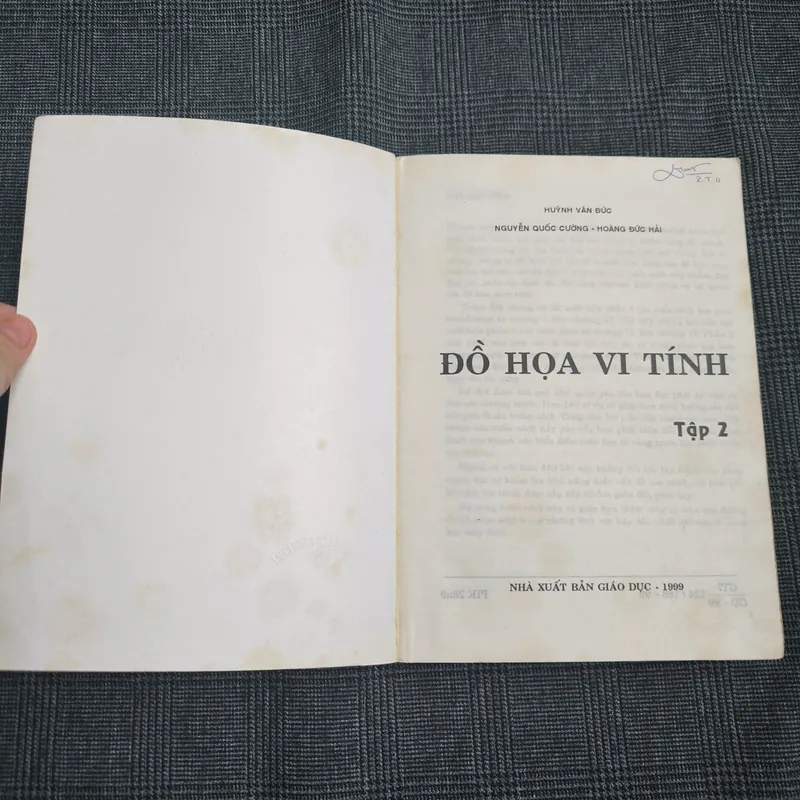 HUỲNH VĂN ĐỨC
NGUYỄN QUỐC CƯỜNG - HOÀNG ĐỨC HẢI
ĐỒ HỌA VI TÍNH
Tập 2
NHÀ XUẤT BẢN GIÁO DỤC - 1999